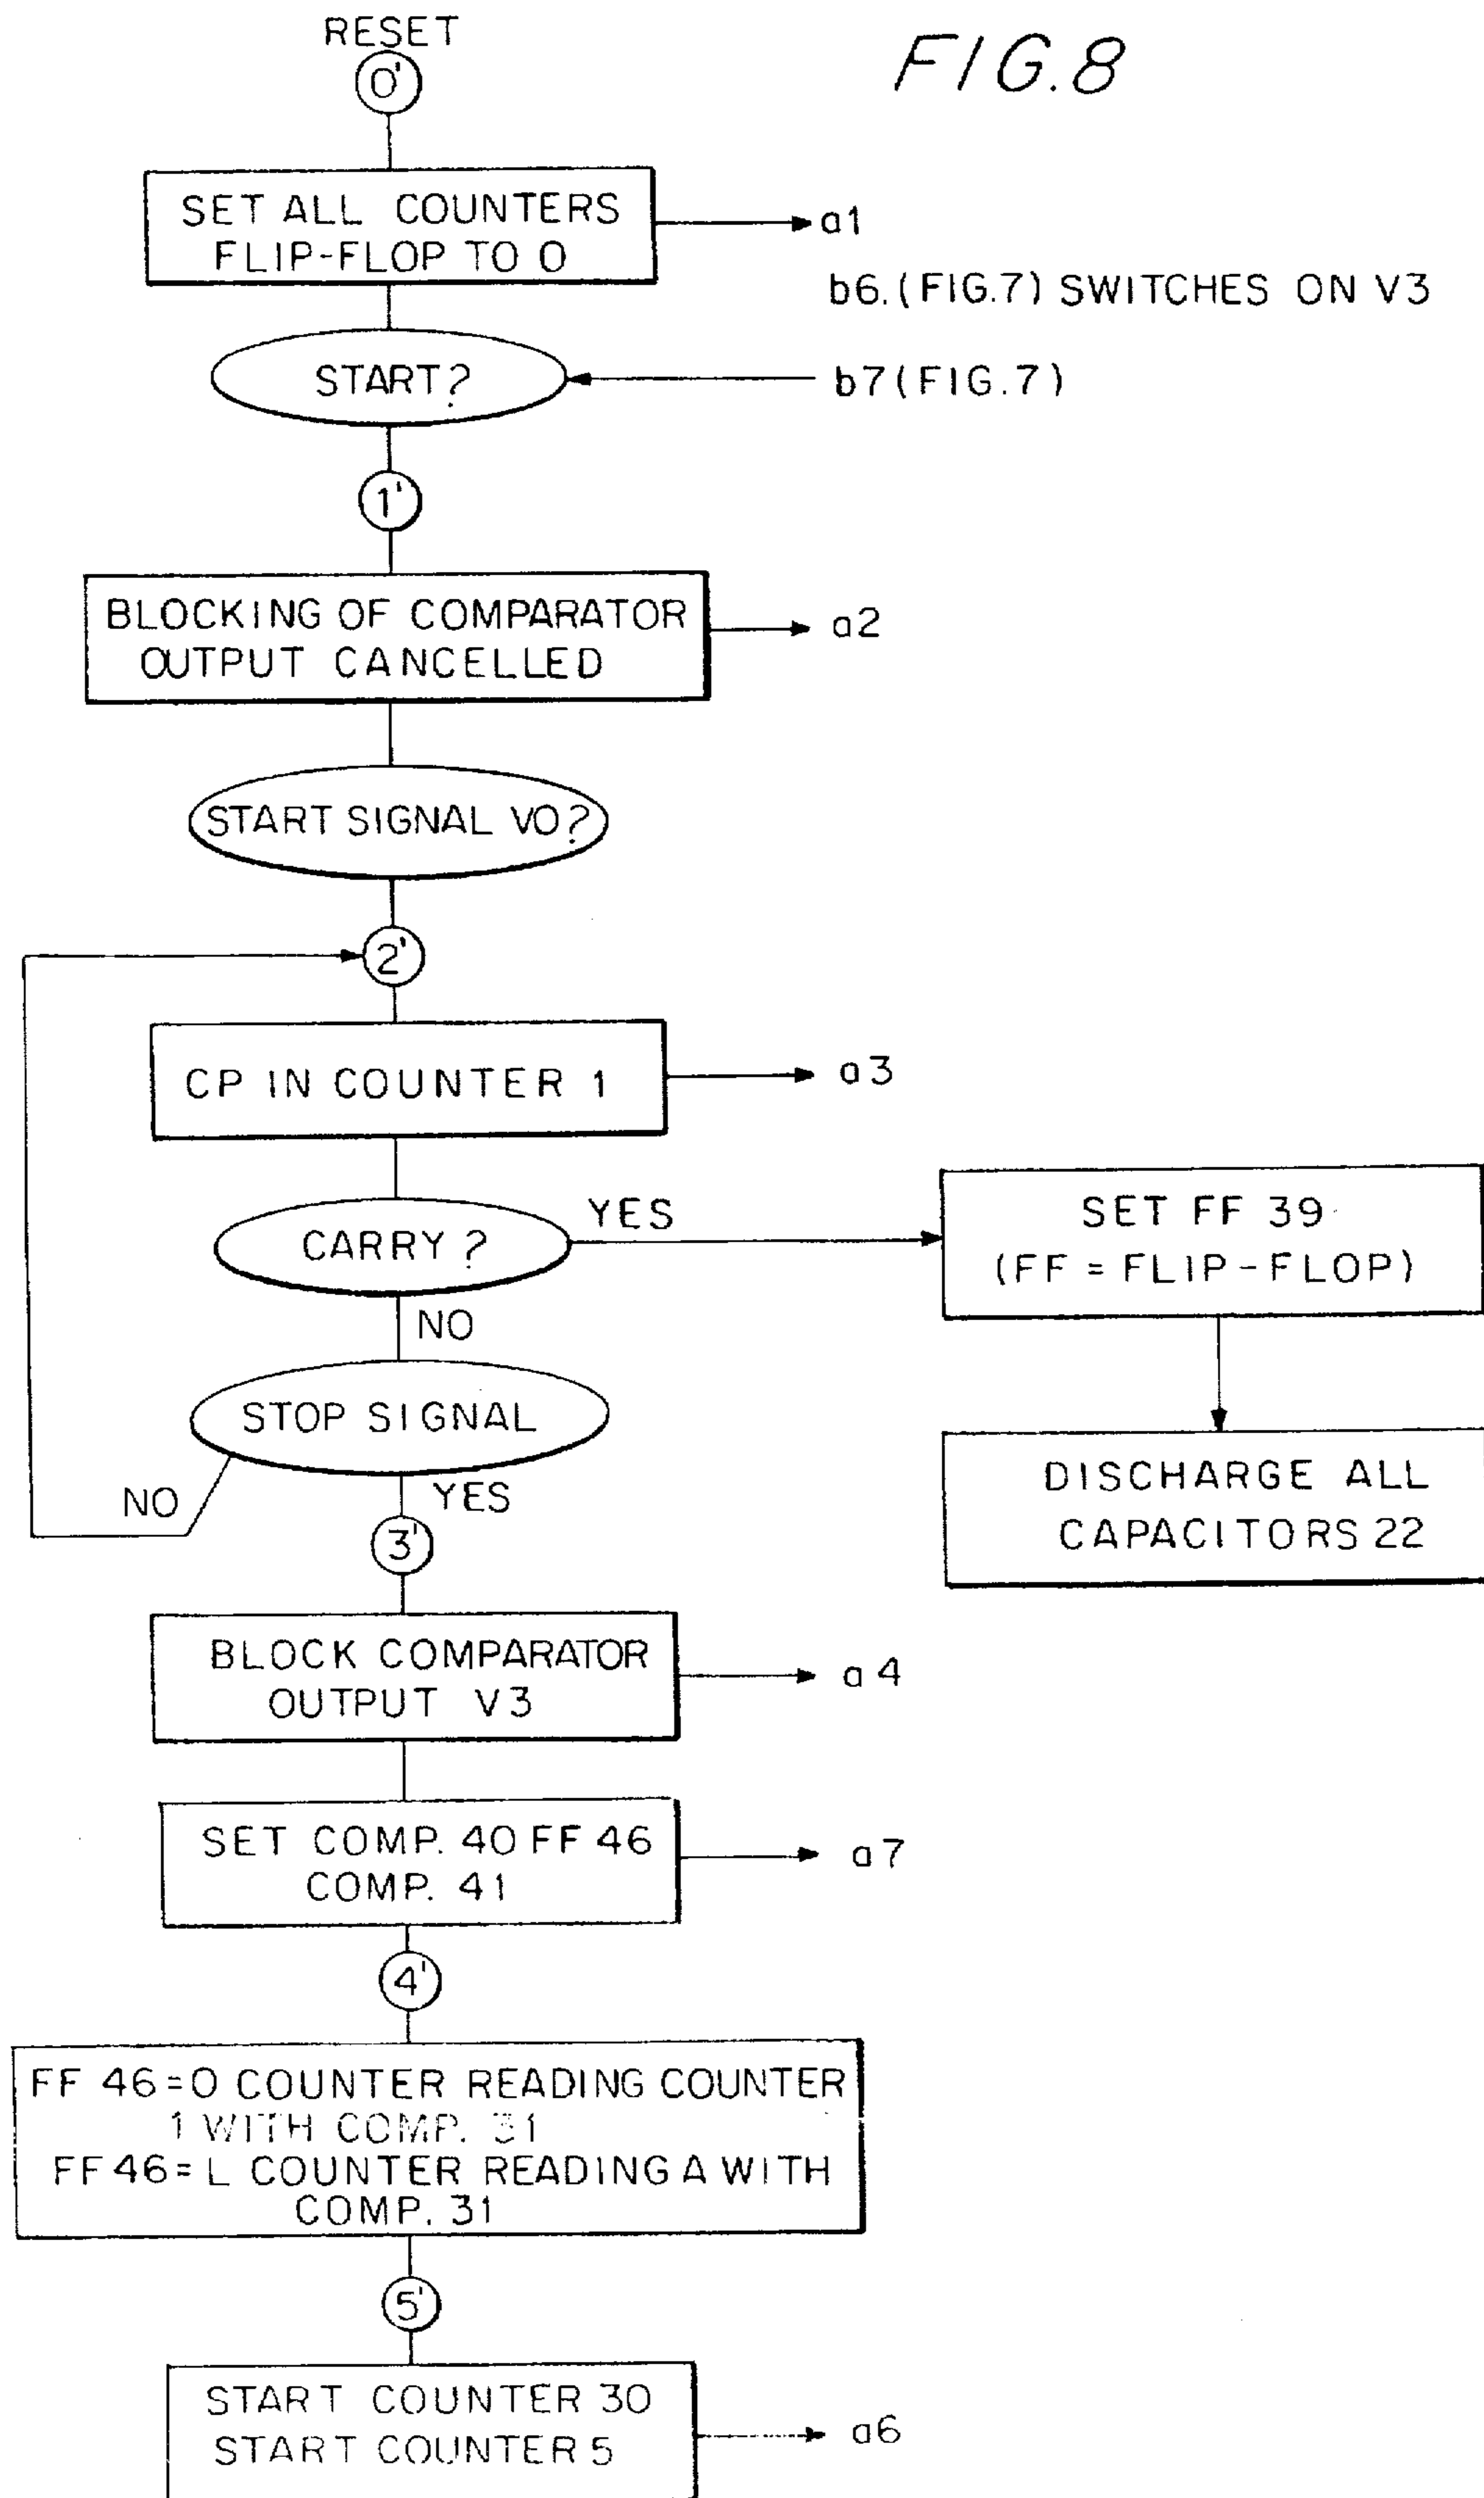 RESET
FIG.8
0'
SET ALL COUNTERS
FLIP-FLOP TO 0
a1
b6.(FIG.7) SWITCHES ON V3
START?
b7(FIG.7)
1'
BLOCKING OF COMPARATOR
OUTPUT CANCELLED
a2
START SIGNAL VO?
2'
CP IN COUNTER 1
a3
CARRY?
YES
SET FF 39
(FF = FLIP-FLOP)
NO
STOP SIGNAL
DISCHARGE ALL
CAPACITORS 22
NO
YES
3'
BLOCK COMPARATOR
OUTPUT V3
a4
SET COMP. 40 FF 46
COMP. 41
a7
4'
FF 46=0 COUNTER READING COUNTER
1 WITH COMP. 31
FF 46=L COUNTER READING A WITH
COMP. 31
5'
START COUNTER 30
START COUNTER 5
a6